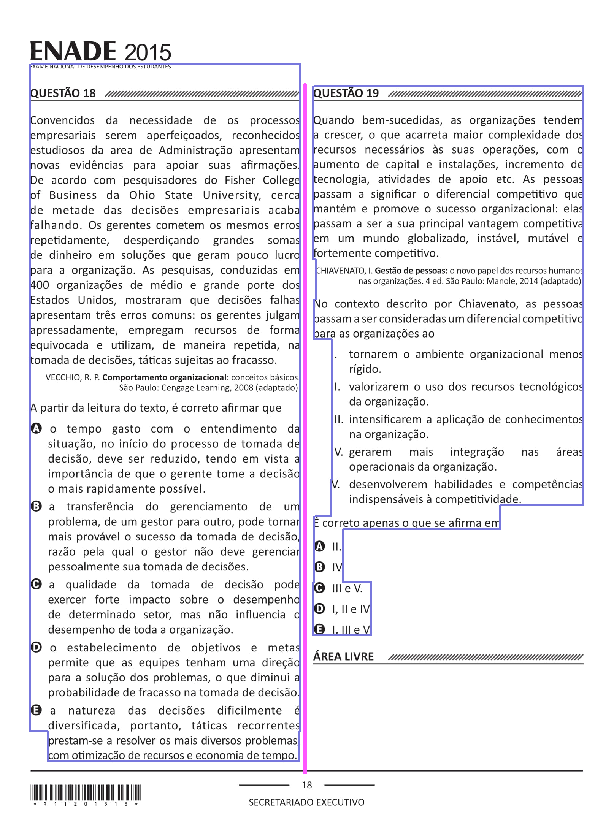 ENADE 2015
EXAME NACIONAL DE DESEMPENHO DOS ESTUDANTES
QUESTÃO 18
Convencidos da necessidade de os processos
empresariais serem aperfeiçoados, reconhecidos
estudiosos da area de Administração apresentam
novas evidências para apoiar suas afirmações.
De acordo com pesquisadores do Fisher College
of Business da Ohio State University, cerca
de metade das decisões empresariais acaba
falhando. Os gerentes cometem os mesmos erros
repetidamente, desperdiçando grandes somas
de dinheiro em soluções que geram pouco lucro
para a organização. As pesquisas, conduzidas em
400 organizações de médio e grande porte dos
Estados Unidos, mostraram que decisões falhas
apresentam três erros comuns: os gerentes julgam
apressadamente, empregam recursos de forma
equivocada e utilizam, de maneira repetida, na
tomada de decisões, táticas sujeitas ao fracasso.
VECCHIO, R. P. Comportamento organizacional: conceitos básicos.
São Paulo: Cengage Learning, 2008 (adaptado).
A partir da leitura do texto, é correto afirmar que
A o tempo gasto com o entendimento da
situação, no início do processo de tomada de
decisão, deve ser reduzido, tendo em vista a
importância de que o gerente tome a decisão
o mais rapidamente possível.
B a transferência do gerenciamento de um
problema, de um gestor para outro, pode tornar
mais provável o sucesso da tomada de decisão,
razão pela qual o gestor não deve gerenciar
pessoalmente sua tomada de decisões.
C a qualidade da tomada de decisão pode
exercer forte impacto sobre o desempenho
de determinado setor, mas não influencia o
desempenho de toda a organização.
D o estabelecimento de objetivos e metas
permite que as equipes tenham uma direção
para a solução dos problemas, o que diminui a
probabilidade de fracasso na tomada de decisão.
E a natureza das decisões dificilmente é
diversificada, portanto, táticas recorrentes
prestam-se a resolver os mais diversos problemas
com otimização de recursos e economia de tempo.
QUESTÃO 19
Quando bem-sucedidas, as organizações tendem
a crescer, o que acarreta maior complexidade dos
recursos necessários às suas operações, com o
aumento de capital e instalações, incremento de
tecnologia, atividades de apoio etc. As pessoas
passam a significar o diferencial competitivo que
mantém e promove o sucesso organizacional: elas
passam a ser a sua principal vantagem competitiva
em um mundo globalizado, instável, mutável e
fortemente competitivo.
CHIAVENATO, I. Gestão de pessoas: o novo papel dos recursos humanos
nas organizações. 4 ed. São Paulo: Manole, 2014 (adaptado).
No contexto descrito por Chiavenato, as pessoas
passam a ser consideradas um diferencial competitivo
para as organizações ao
I. tornarem o ambiente organizacional menos
rígido.
II. valorizarem o uso dos recursos tecnológicos
da organização.
III. intensificarem a aplicação de conhecimentos
na organização.
IV. gerarem mais integração nas áreas
operacionais da organização.
V. desenvolverem habilidades e competências
indispensáveis à competitividade.
É correto apenas o que se afirma em
A II.
B IV.
C III e V.
D I, II e IV.
E I, III e V.
ÁREA LIVRE
18
SECRETARIADO EXECUTIVO